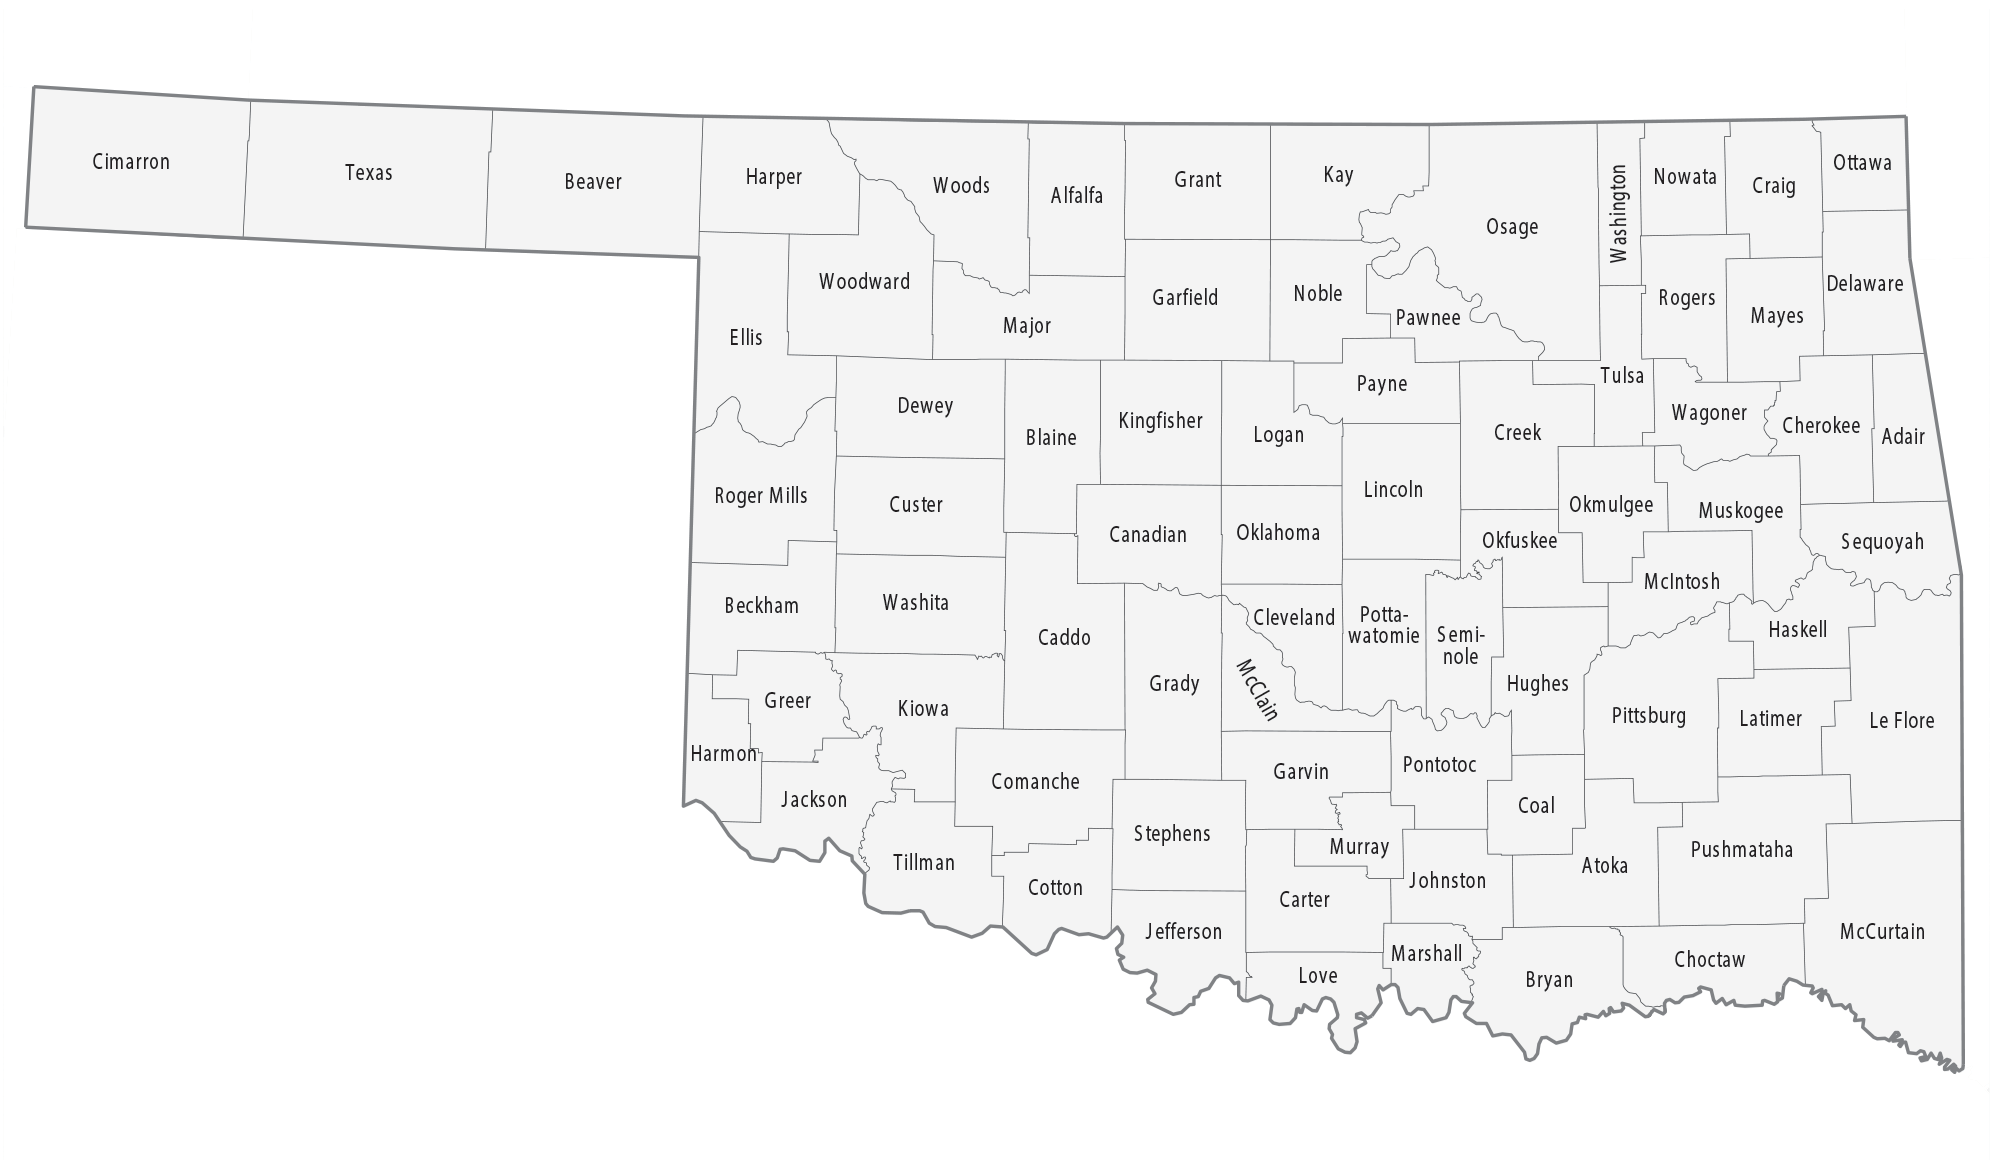 Cimarron
Texas
Beaver
Harper
Woods
Alfalfa
Grant
Kay
Osage
Washington
Nowata
Craig
Ottawa
Woodward
Ellis
Major
Garfield
Noble
Pawnee
Rogers
Mayes
Delaware
Dewey
Blaine
Kingfisher
Logan
Payne
Creek
Tulsa
Wagoner
Cherokee
Adair
Roger Mills
Custer
Canadian
Oklahoma
Lincoln
Okfuskee
Okmulgee
Muskogee
Sequoyah
Beckham
Washita
Caddo
Grady
McClain
Cleveland
Potta-
watomie
Semi-
nole
Hughes
McIntosh
Haskell
Greer
Kiowa
Harmon
Jackson
Comanche
Garvin
Pontotoc
Pittsburg
Latimer
Le Flore
Tillman
Cotton
Stephens
Murray
Coal
Atoka
Pushmataha
Jefferson
Carter
Johnston
Love
Marshall
Bryan
Choctaw
McCurtain